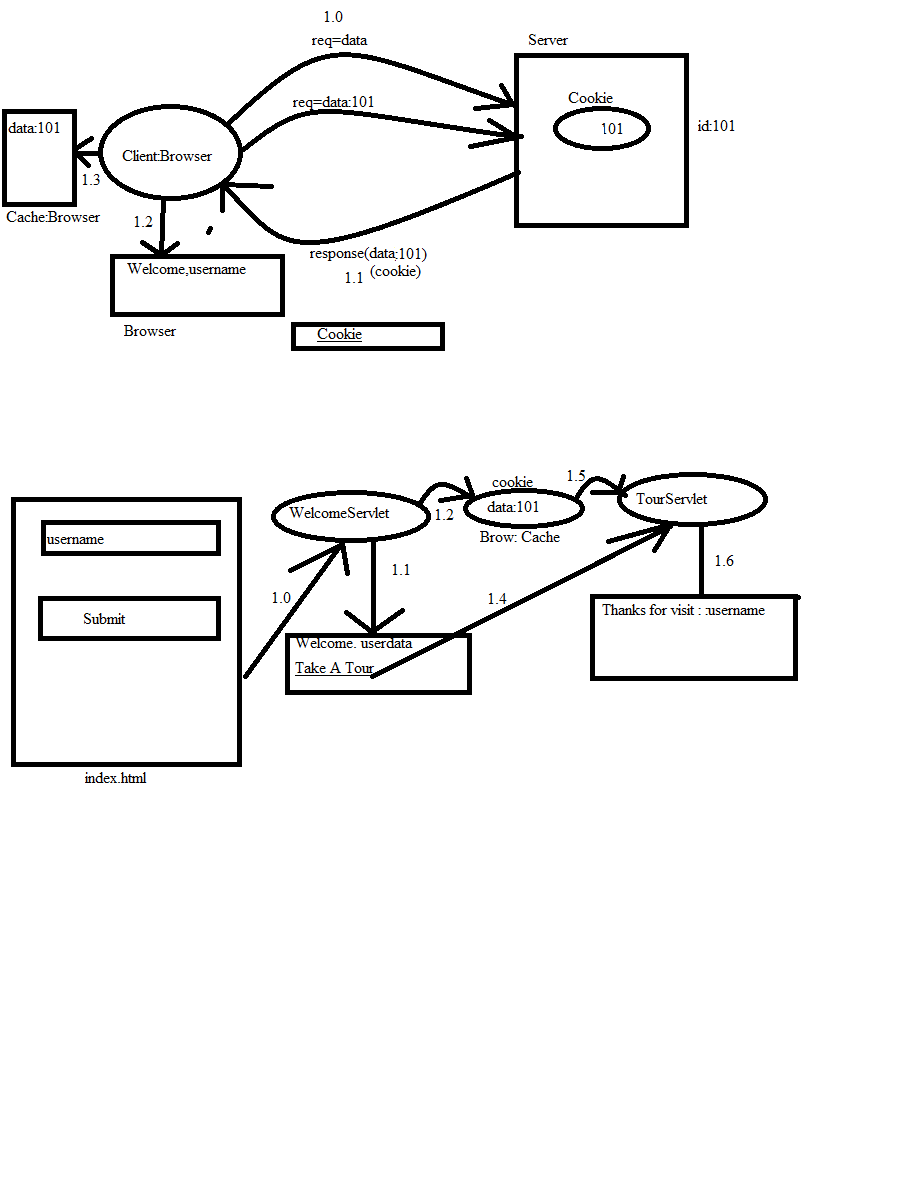 1.0
req=data
Server
req=data:101
Cookie
101
id:101
data:101
Client:Browser
1.3
Cache:Browser
1.2
Welcome,username
response(data:101)
1.1 (cookie)
Browser
Cookie
cookie
1.5
WelcomeServlet
data:101
TourServlet
1.2
Brow: Cache
username
1.1
1.6
1.0
1.4
Submit
Thanks for visit : :username
Welcome. userdata
Take A Tour
index.html